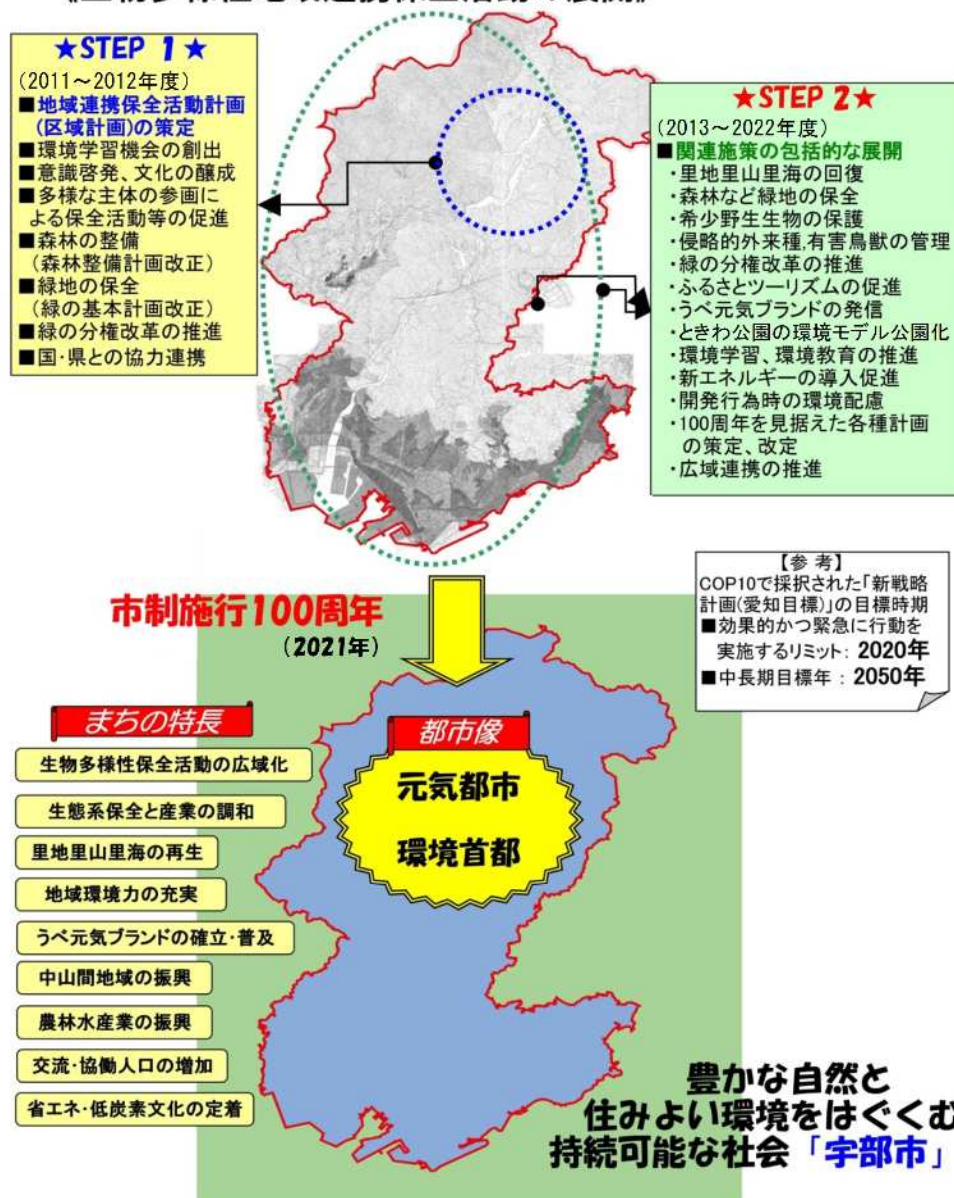 《生物多様性地域連携保全活動の展開》
★STEP 1★
(2011～2012年度)
■地域連携保全活動計画
(区域計画)の策定
■環境学習機会の創出
■意識啓発、文化の醸成
■多様な主体の参画に
よる保全活動等の促進
■森林の整備
(森林整備計画改正)
■緑地の保全
(緑の基本計画改正)
■緑の分権改革の推進
■国・県との協力連携
★STEP 2★
(2013～2022年度)
■関連施策の包括的な展開
・里地里山里海の回復
・森林など緑地の保全
・希少野生生物の保護
・侵略的外来種,有害鳥獣の管理
・緑の分権改革の推進
・ふるさとツーリズムの促進
・うべ元気ブランドの発信
・ときわ公園の環境モデル公園化
・環境学習、環境教育の推進
・新エネルギーの導入促進
・開発行為時の環境配慮
・100周年を見据えた各種計画
の策定、改定
・広域連携の推進
【参 考】
COP10で採択された「新戦略
計画(愛知目標)」の目標時期
■効果的かつ緊急に行動を
実施するリミット: 2020年
■中長期目標年 : 2050年
市制施行100周年
(2021年)
まちの特長
生物多様性保全活動の広域化
生態系保全と産業の調和
里地里山里海の再生
地域環境力の充実
うべ元気ブランドの確立・普及
中山間地域の振興
農林水産業の振興
交流・協働人口の増加
省エネ・低炭素文化の定着
都市像
元気都市
環境首都
豊かな自然と
住みよい環境をはぐくむ
持続可能な社会「宇部市」